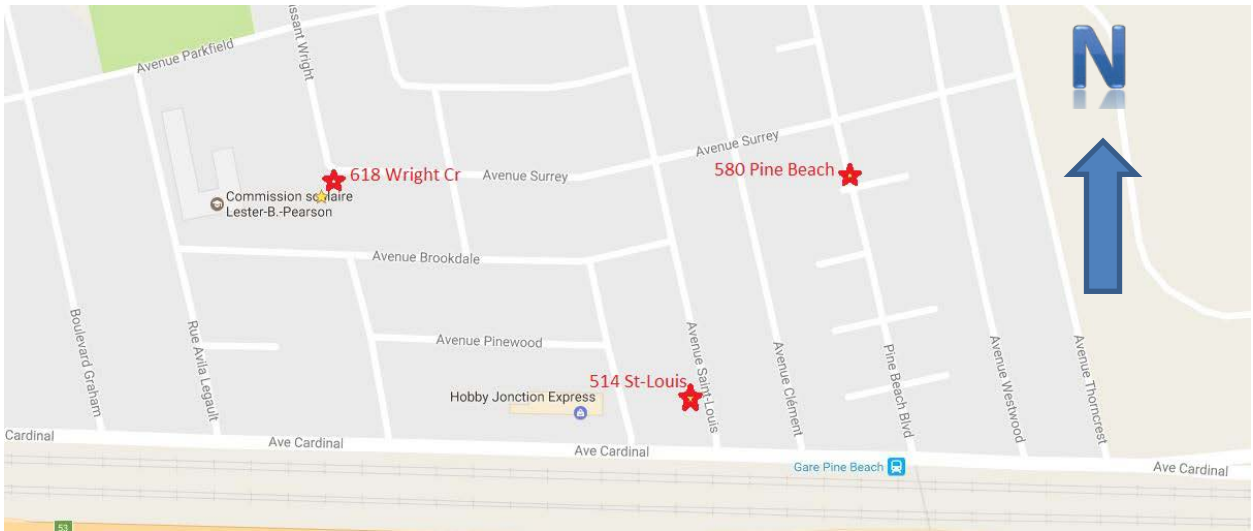 issant Wright
Avenue Parkfield
N
Avenue Surrey
618 Wright Cr
Avenue Surrey
580 Pine Beach
Commission scolaire
Lester-B.-Pearson
Avenue Brookdale
Boulevard Graham
Rue Avila Legault
Avenue Pinewood
Avenue Saint-Louis
Avenue Clément
Pine Beach Blvd
Avenue Westwood
Avenue Thorncrest
514 St-Louis
Hobby Jonction Express
Cardinal
Ave Cardinal
Ave Cardinal
Gare Pine Beach
Ave Cardinal
53